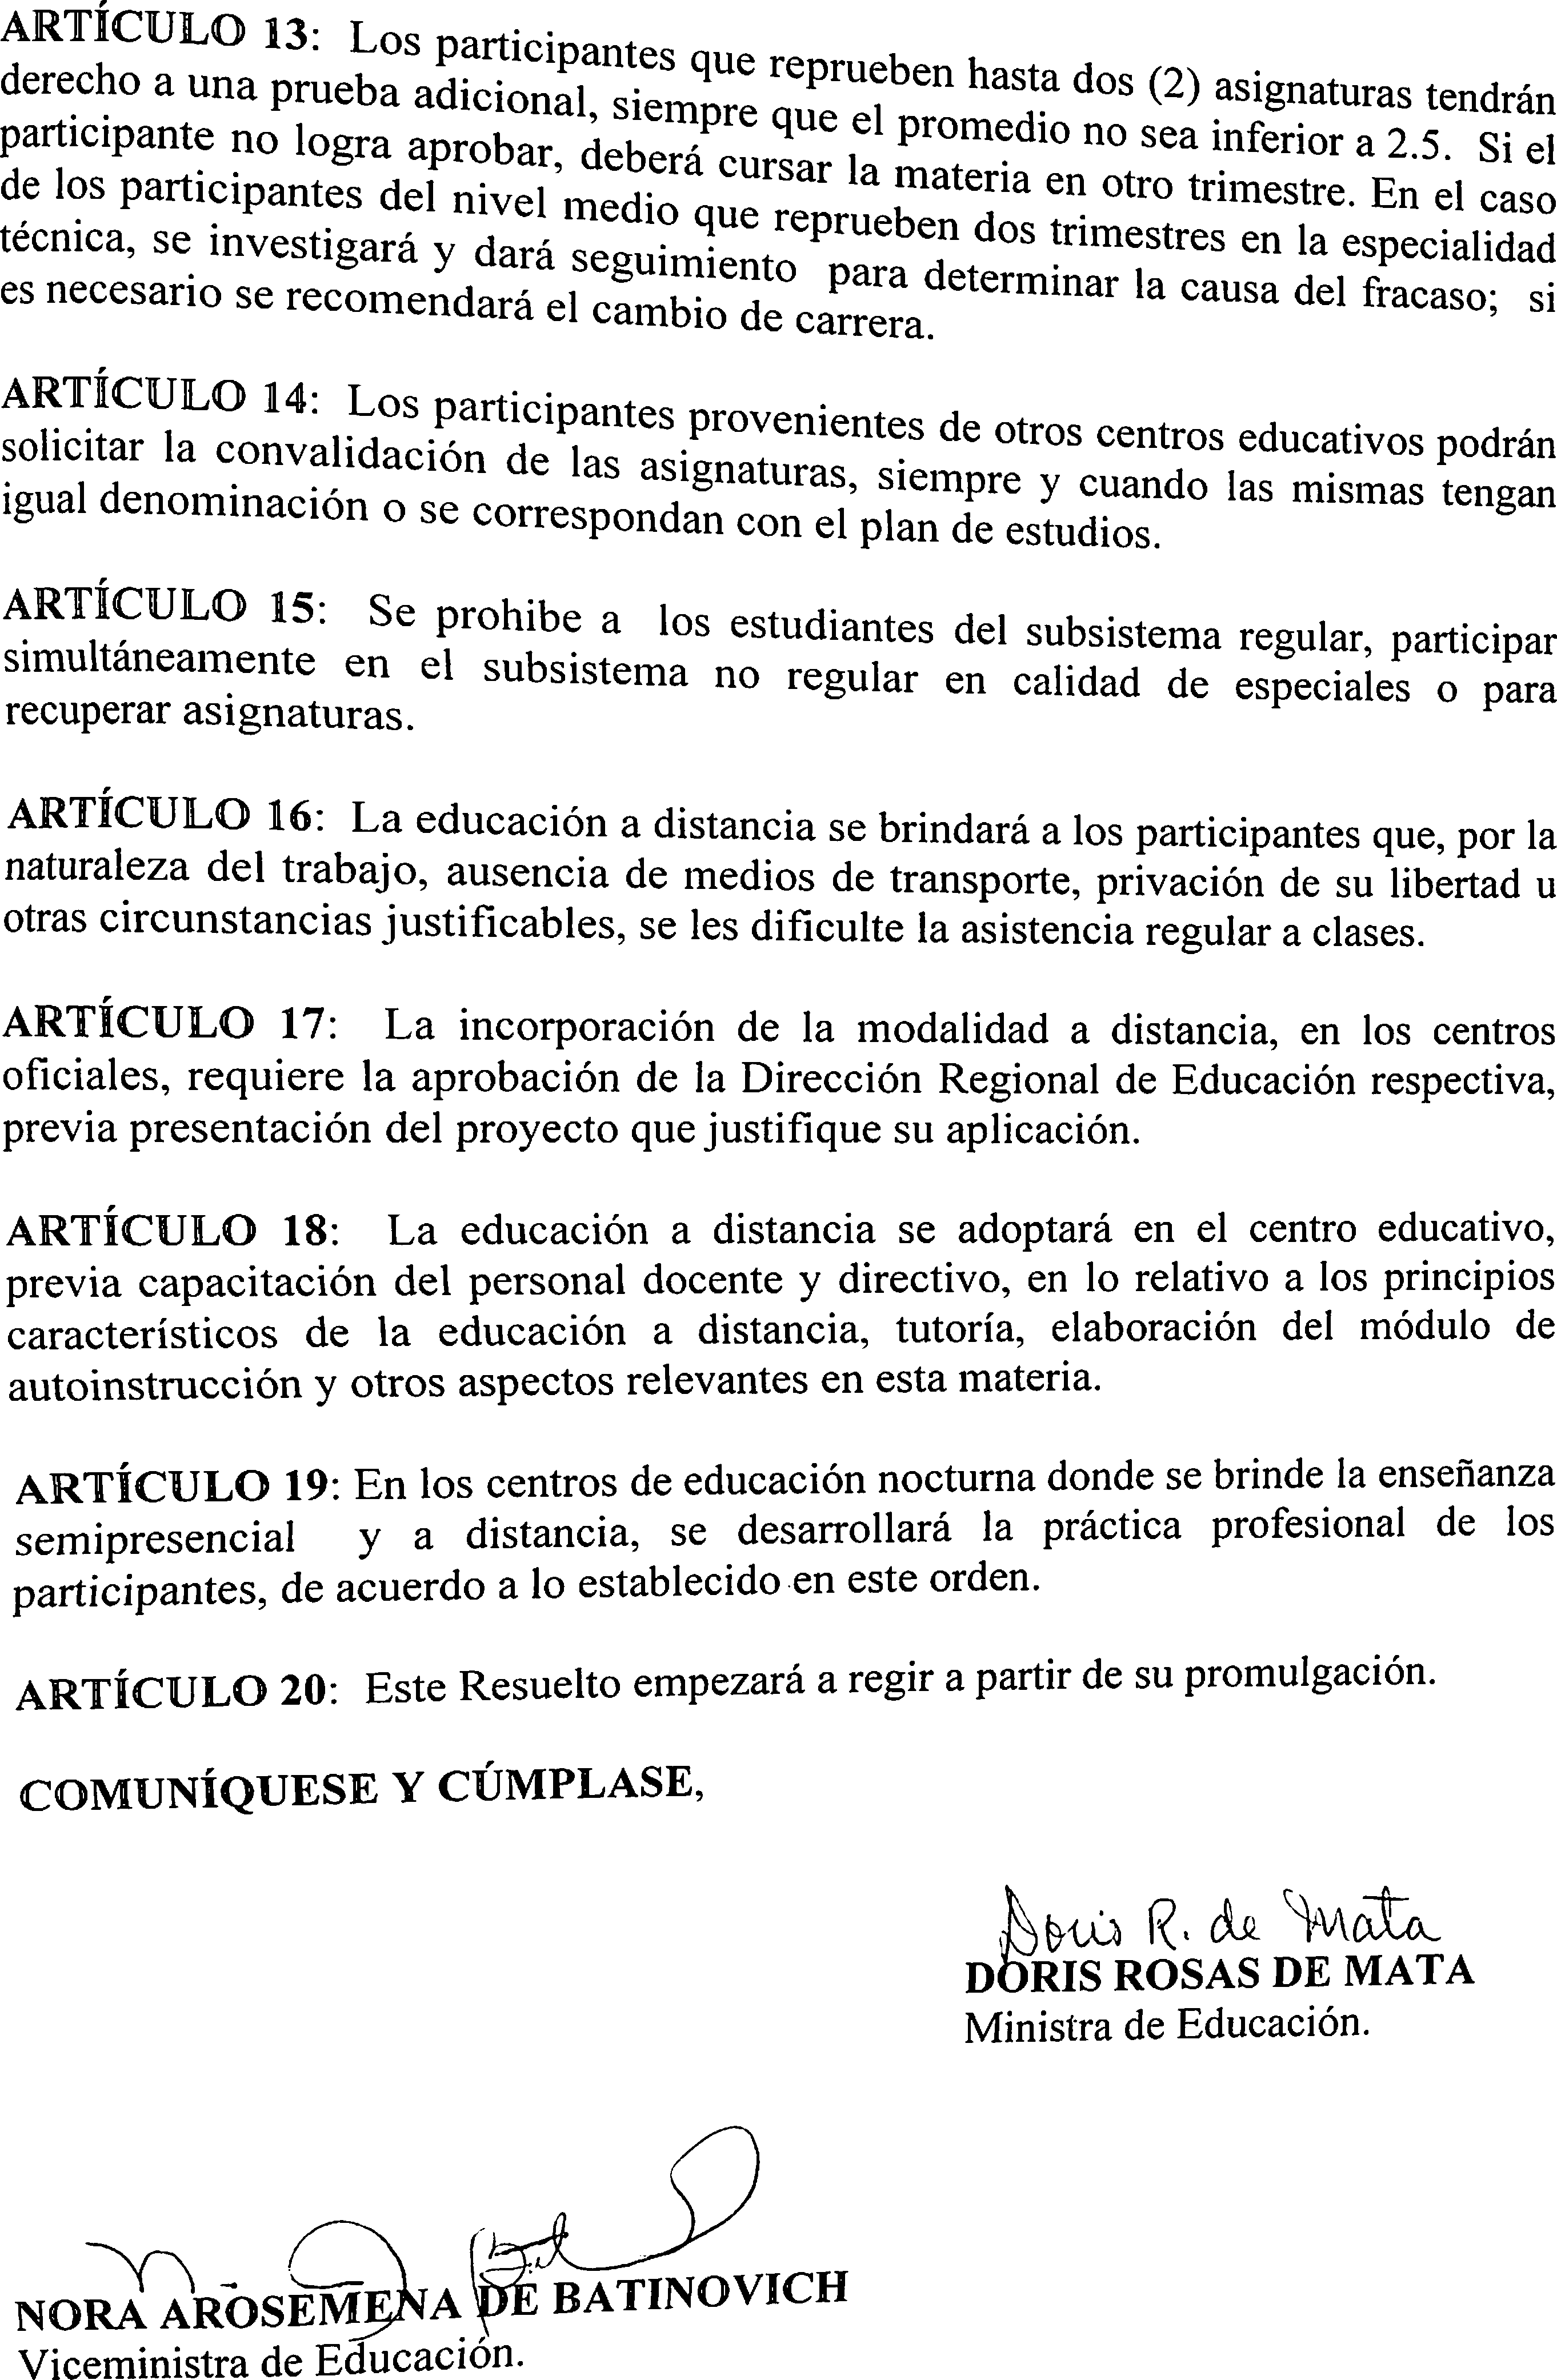 ARTÍCULO 13: Los participantes que reprueben hasta dos (2) asignaturas tendrán
derecho a una prueba adicional, siempre que el promedio no sea inferior a 2.5. Si el
participante no logra aprobar, deberá cursar la materia en otro trimestre. En el caso
de los participantes del nivel medio que reprueben dos trimestres en la especialidad
técnica, se investigará y dará seguimiento para determinar la causa del fracaso; si
es necesario se recomendará el cambio de carrera.
ARTÍCULO 14: Los participantes provenientes de otros centros educativos podrán
solicitar la convalidación de las asignaturas, siempre y cuando las mismas tengan
igual denominación o se correspondan con el plan de estudios.
ARTÍCULO 15: Se prohibe a los estudiantes del subsistema regular, participar
simultáneamente en el subsistema no regular en calidad de especiales o para
recuperar asignaturas.
ARTÍCULO 16: La educación a distancia se brindará a los participantes que, por la
naturaleza del trabajo, ausencia de medios de transporte, privación de su libertad u
otras circunstancias justificables, se les dificulte la asistencia regular a clases.
ARTÍCULO 17: La incorporación de la modalidad a distancia, en los centros
oficiales, requiere la aprobación de la Dirección Regional de Educación respectiva,
previa presentación del proyecto que justifique su aplicación.
ARTÍCULO 18: La educación a distancia se adoptará en el centro educativo,
previa capacitación del personal docente y directivo, en lo relativo a los principios
característicos de la educación a distancia, tutoría, elaboración del módulo de
autoinstrucción y otros aspectos relevantes en esta materia.
ARTÍCULO 19: En los centros de educación nocturna donde se brinde la enseñanza
semipresencial y a distancia, se desarrollará la práctica profesional de los
participantes, de acuerdo a lo establecido en este orden.
ARTÍCULO 20: Este Resuelto empezará a regir a partir de su promulgación.
COMUNÍQUESE Y CÚMPLASE,
Doris R. de Mata
DORIS ROSAS DE MATA
Ministra de Educación.
NORA AROSEMENA DE BATINOVICH
Viceministra de Educación.